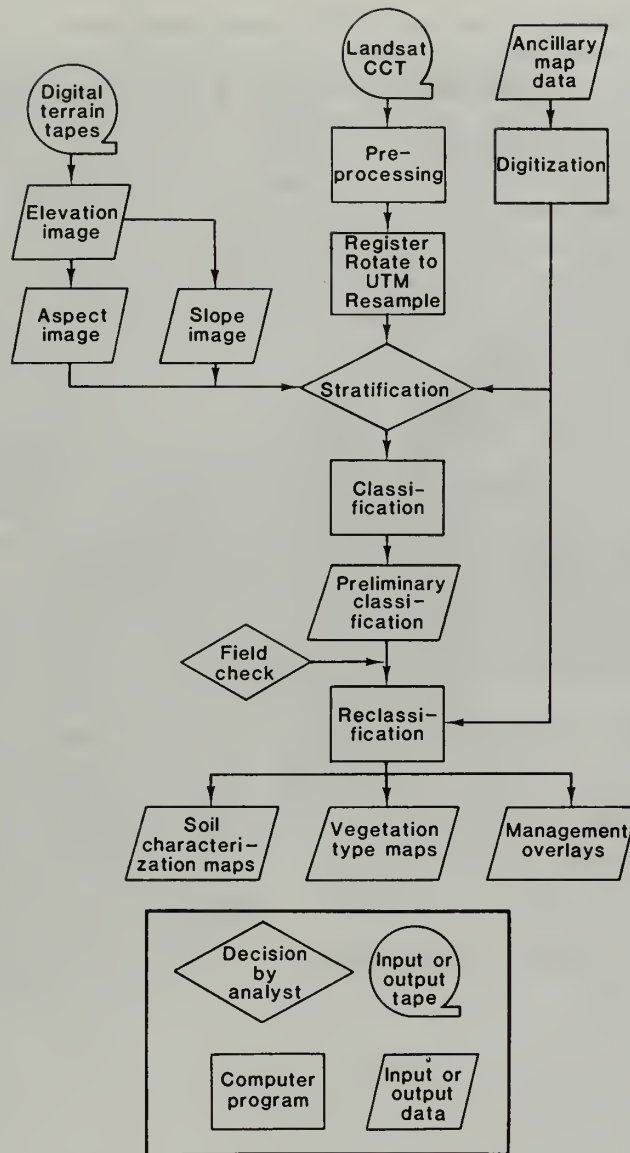 Digital
terrain
tapes
Landsat
CCT
Ancillary
map
data
Elevation
image
Pre-
processing
Digitization
Aspect
image
Slope
image
Register
Rotate to
UTM
Resample
Stratification
Classi-
fication
Preliminary
classi-
fication
Field
check
Reclassi-
fication
Soil
characteri-
zation maps
Vegetation
type maps
Management
overlays
Decision
by
analyst
Input or
output
tape
Computer
program
Input or
output
data